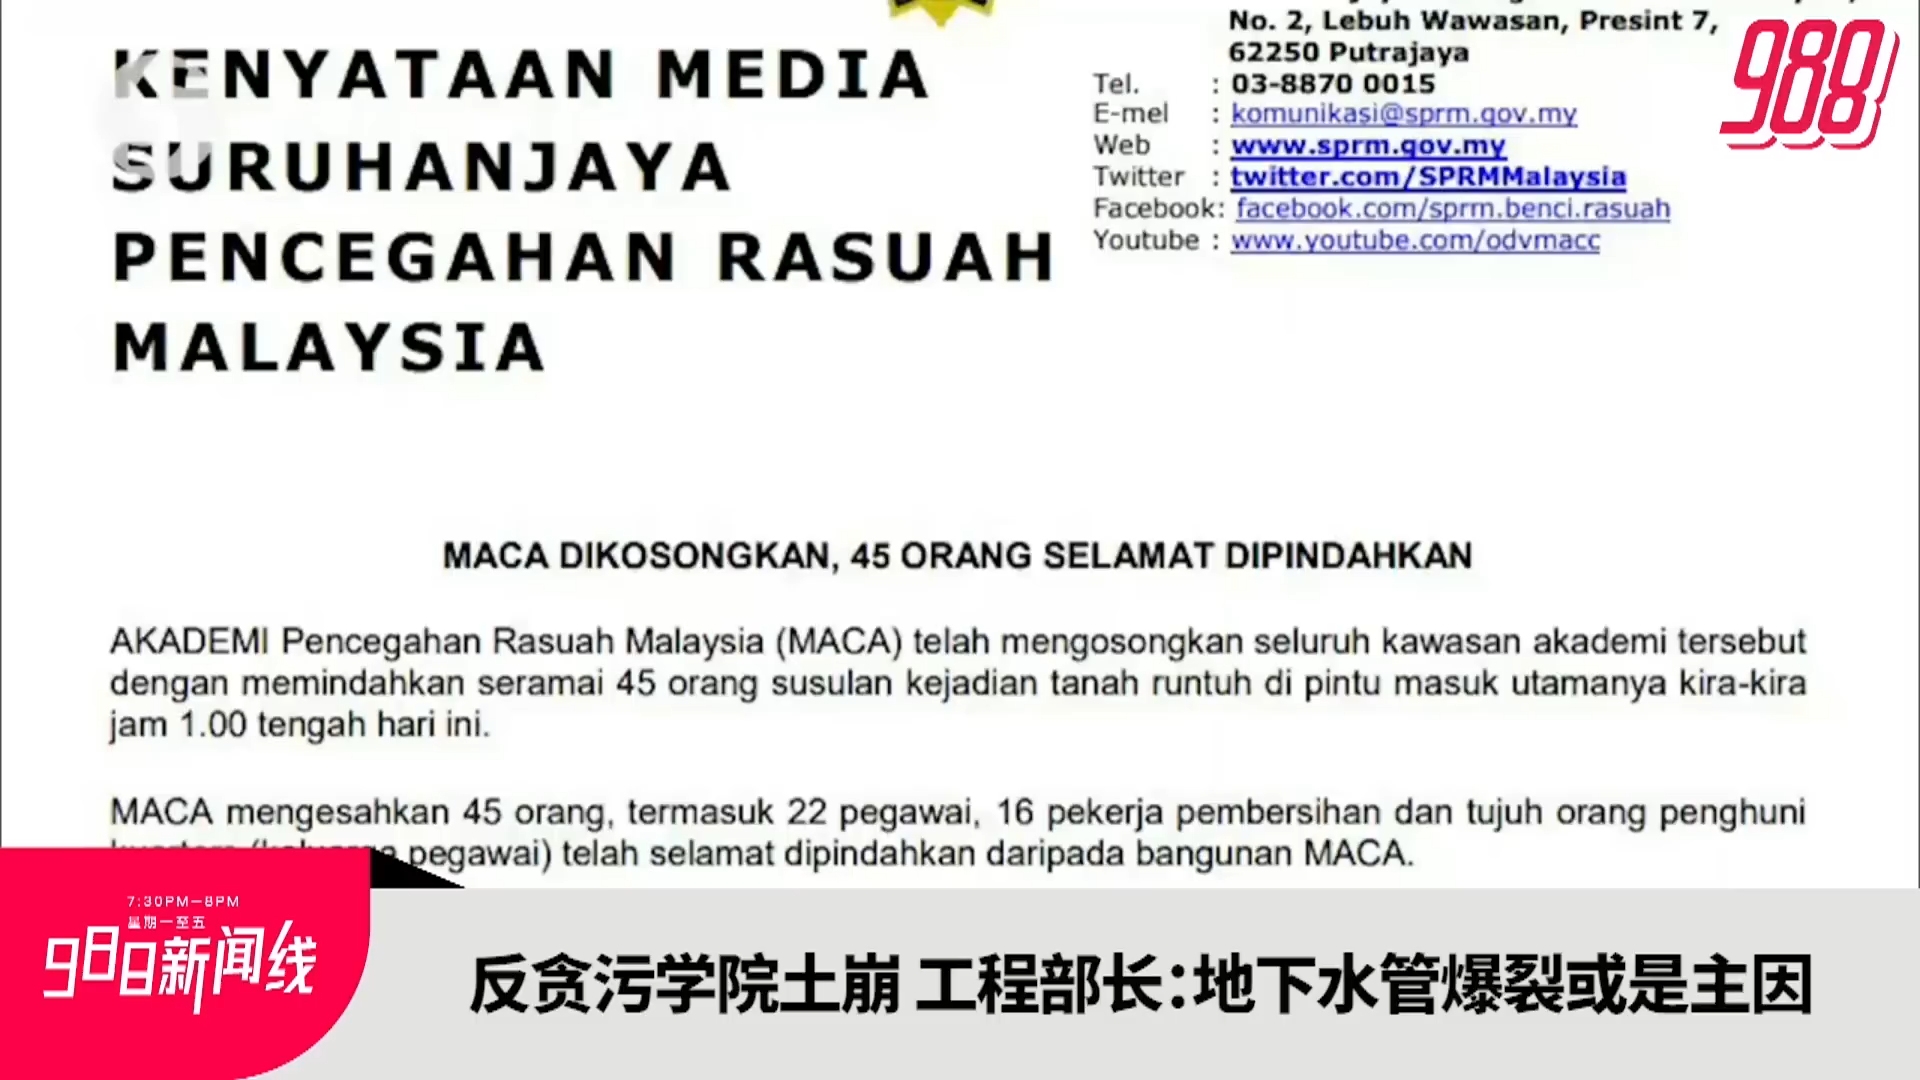 No. 2, Lebuh Wawasan, Presint 7,
62250 Putrajaya
Tel. : 03-8870 0015
E-mel : komunikasi@sprm.gov.my
Web : www.sprm.gov.my
Twitter : twitter.com/SPRMMalaysia
Facebook: facebook.com/sprm.benci.rasuah
Youtube : www.youtube.com/odvmacc
988
KENYATAAN MEDIA
SURUHANJAYA
PENCEGAHAN RASUAH
MALAYSIA
MACA DIKOSONGKAN, 45 ORANG SELAMAT DIPINDAHKAN
AKADEMI Pencegahan Rasuah Malaysia (MACA) telah mengosongkan seluruh kawasan akademi tersebut
dengan memindahkan seramai 45 orang susulan kejadian tanah runtuh di pintu masuk utamanya kira-kira
jam 1.00 tengah hari ini.
MACA mengesahkan 45 orang, termasuk 22 pegawai, 16 pekerja pembersihan dan tujuh orang penghuni
pegawai) telah selamat dipindahkan daripada bangunan MACA.
7:30PM—8PM
星期一至五
988新闻线
反贪污学院土崩 工程部长:地下水管爆裂或是主因